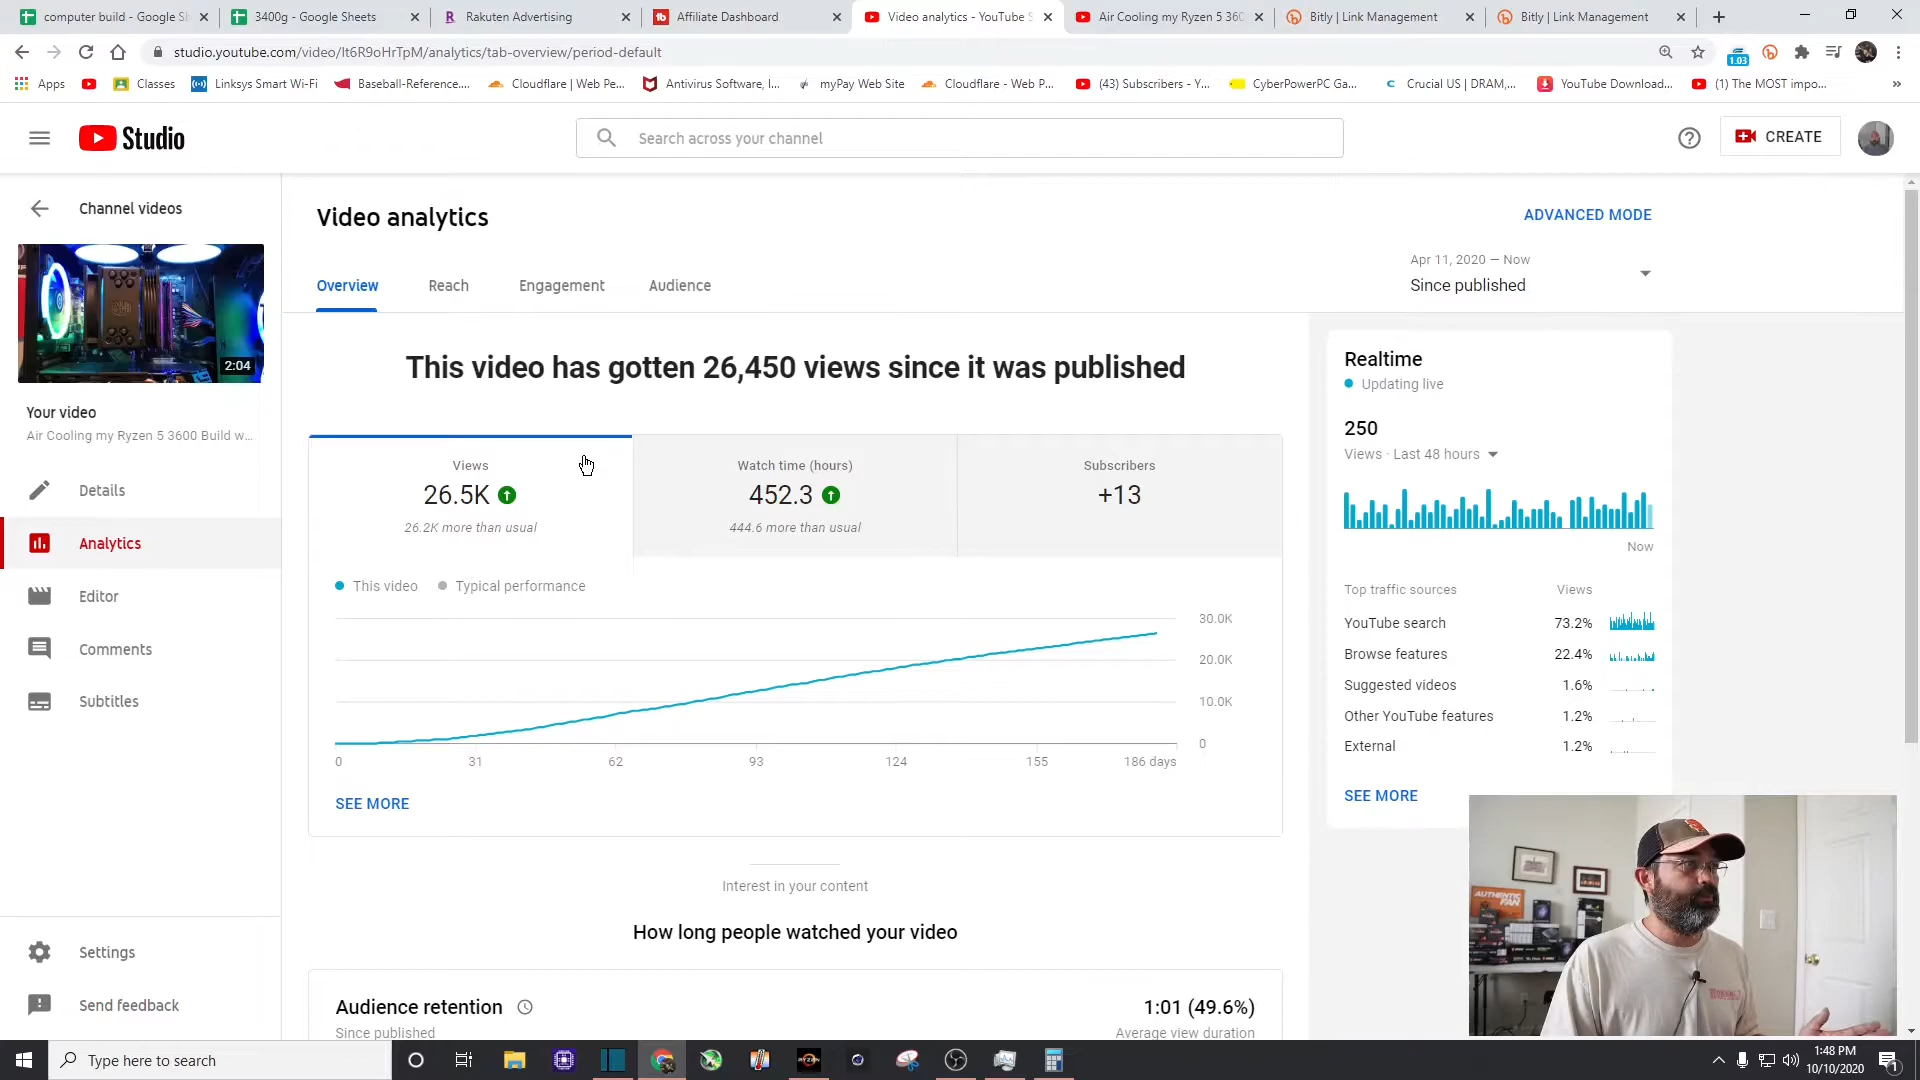 computer build - Google Sh
3400g - Google Sheets
Rakuten Advertising
Affiliate Dashboard
Video analytics - YouTube S
Air Cooling my Ryzen 5 360
Bitly | Link Management
Bitly | Link Management
studio.youtube.com/video/lt6R9oHrTpM/analytics/tab-overview/period-default
1.03
Apps
Classes
Linksys Smart Wi-Fi
Baseball-Reference....
Cloudflare | Web Pe...
Antivirus Software, I...
myPay Web Site
Cloudflare - Web P...
(43) Subscribers - Y...
CyberPowerPC Ga...
Crucial US | DRAM,...
YouTube Download...
(1) The MOST impo...
Studio
Search across your channel
CREATE
Channel videos
2:04
Your video
Air Cooling my Ryzen 5 3600 Build w...
Details
Analytics
Editor
Comments
Subtitles
Settings
Send feedback
Video analytics
ADVANCED MODE
Overview
Reach
Engagement
Audience
Apr 11, 2020 – Now
Since published
This video has gotten 26,450 views since it was published
Views
26.5K
26.2K more than usual
Watch time (hours)
452.3
444.6 more than usual
Subscribers
+13
This video
Typical performance
30.0K
20.0K
10.0K
0
0
31
62
93
124
155
186 days
SEE MORE
Interest in your content
How long people watched your video
Audience retention
1:01 (49.6%)
Since published
Average view duration
Realtime
Updating live
250
Views · Last 48 hours
Now
Top traffic sources
Views
YouTube search
73.2%
Browse features
22.4%
Suggested videos
1.6%
Other YouTube features
1.2%
External
1.2%
SEE MORE
AUTHENTIC
FAN
Type here to search
RYZEN
1:48 PM
10/10/2020
1